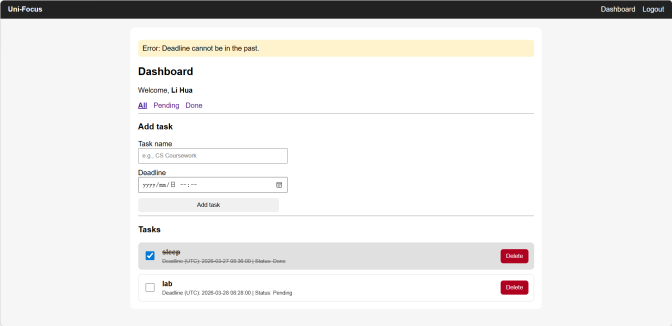 Uni-Focus
Dashboard Logout
Error: Deadline cannot be in the past.
Dashboard
Welcome, Li Hua
All Pending Done
Add task
Task name
e.g., CS Coursework
Deadline
yyyy/mm/日 --:--
Add task
Tasks
sleep
Deadline (UTC): 2026-03-27 08:36:00 | Status: Done
Delete
lab
Deadline (UTC): 2026-03-28 08:28:00 | Status: Pending
Delete